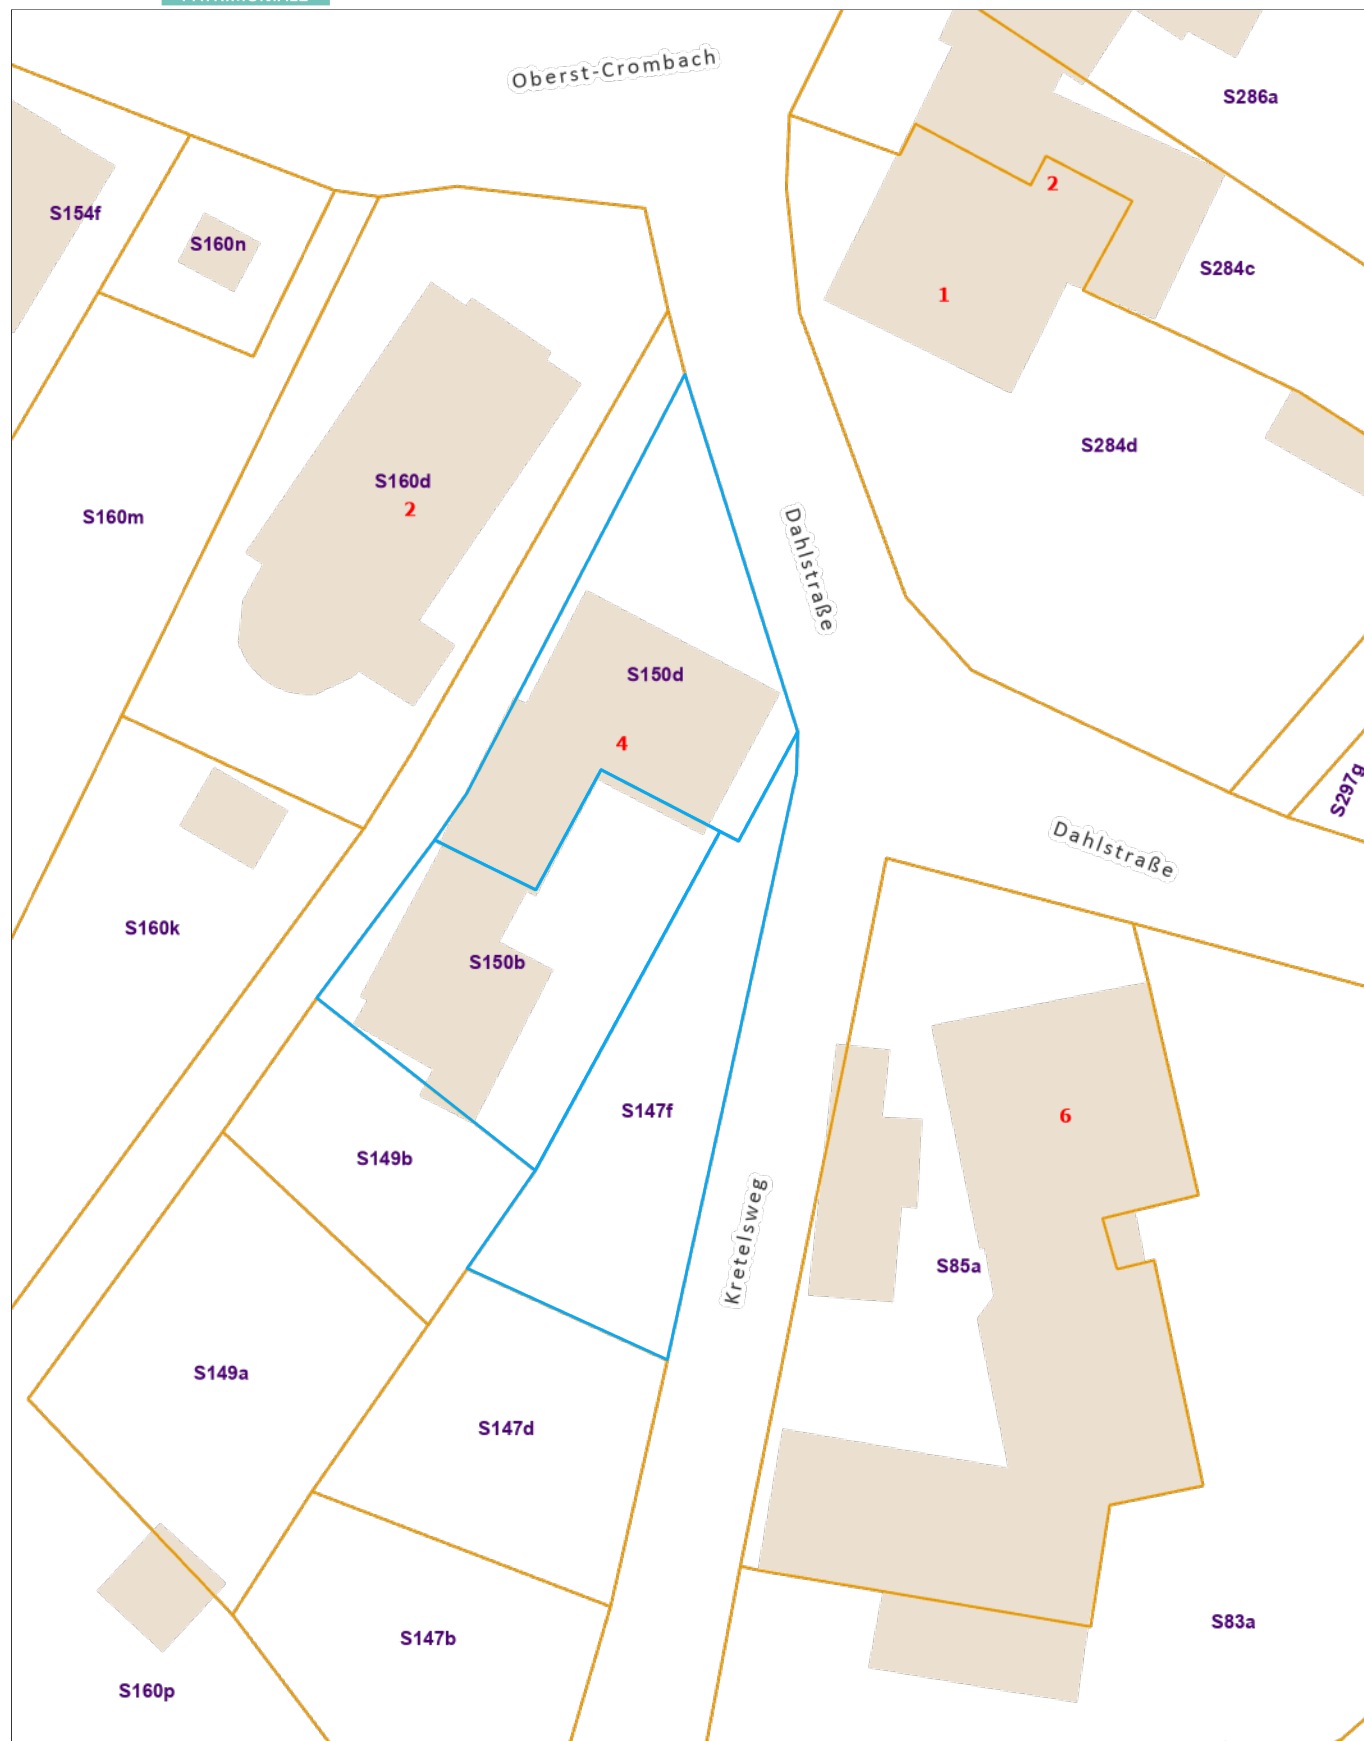 Oberst-Crombach
S286a
2
S154f
S160n
S284c
1
S284d
S160d
2
S160m
Dahlstraße
S150d
4
S297g
Dahlstraße
S160k
S150b
S147f
6
S149b
Kretelsweg
S85a
S149a
S147d
S83a
S147b
S160p